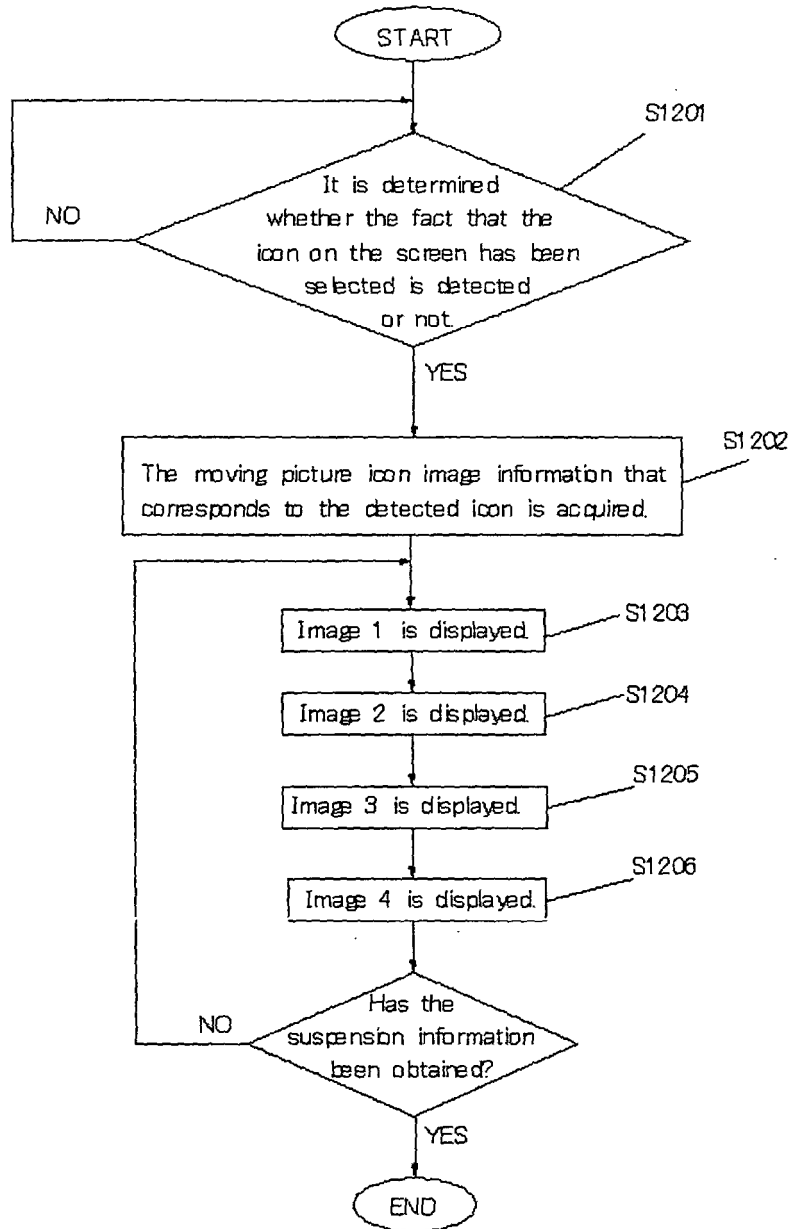 START
S1201
It is determined
whether the fact that the
icon on the screen has been
selected is detected
or not.
NO
YES
S1202
The moving picture icon image information that
corresponds to the detected icon is acquired.
S1203
Image 1 is displayed.
S1204
Image 2 is displayed.
S1205
Image 3 is displayed.
S1206
Image 4 is displayed.
Has the
suspension information
been obtained?
NO
YES
END